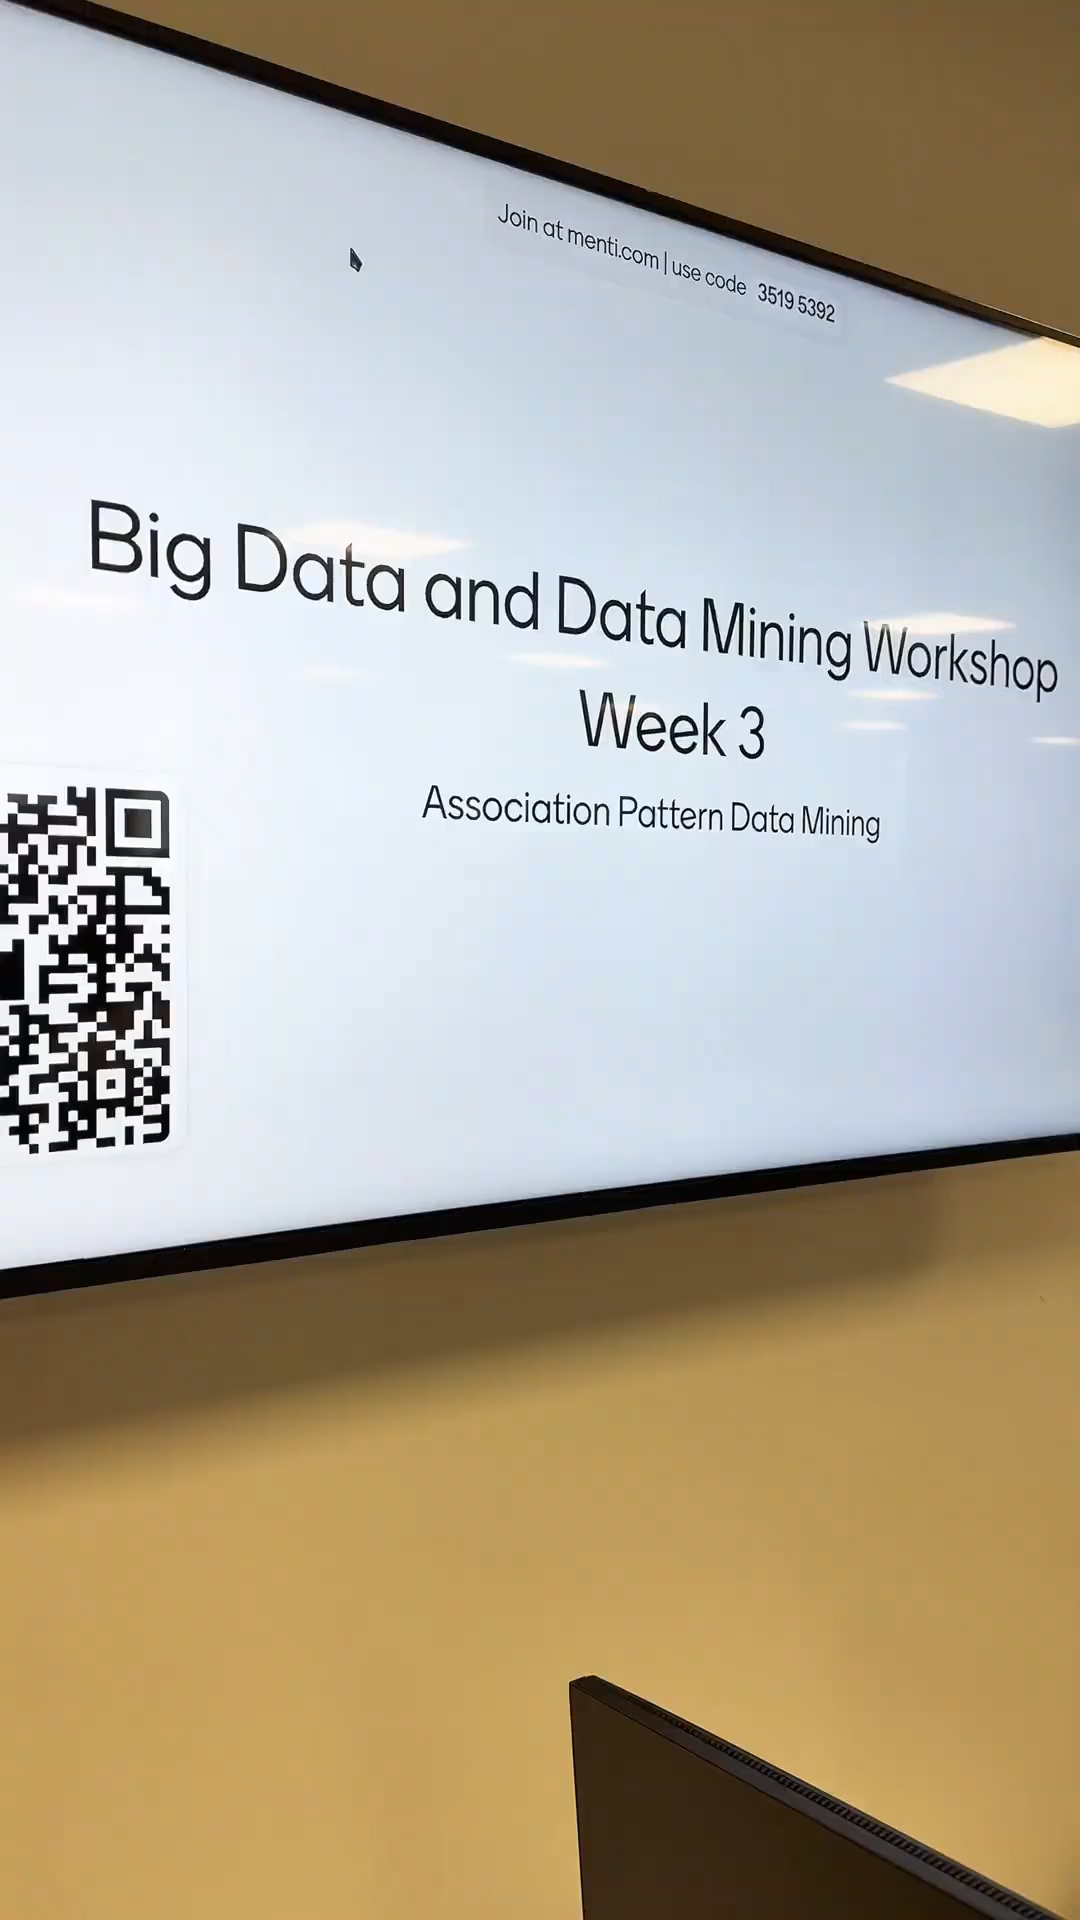 Join at menti.com | use code 3519 5392
Big Data and Data Mining Workshop
Week 3
Association Pattern Data Mining